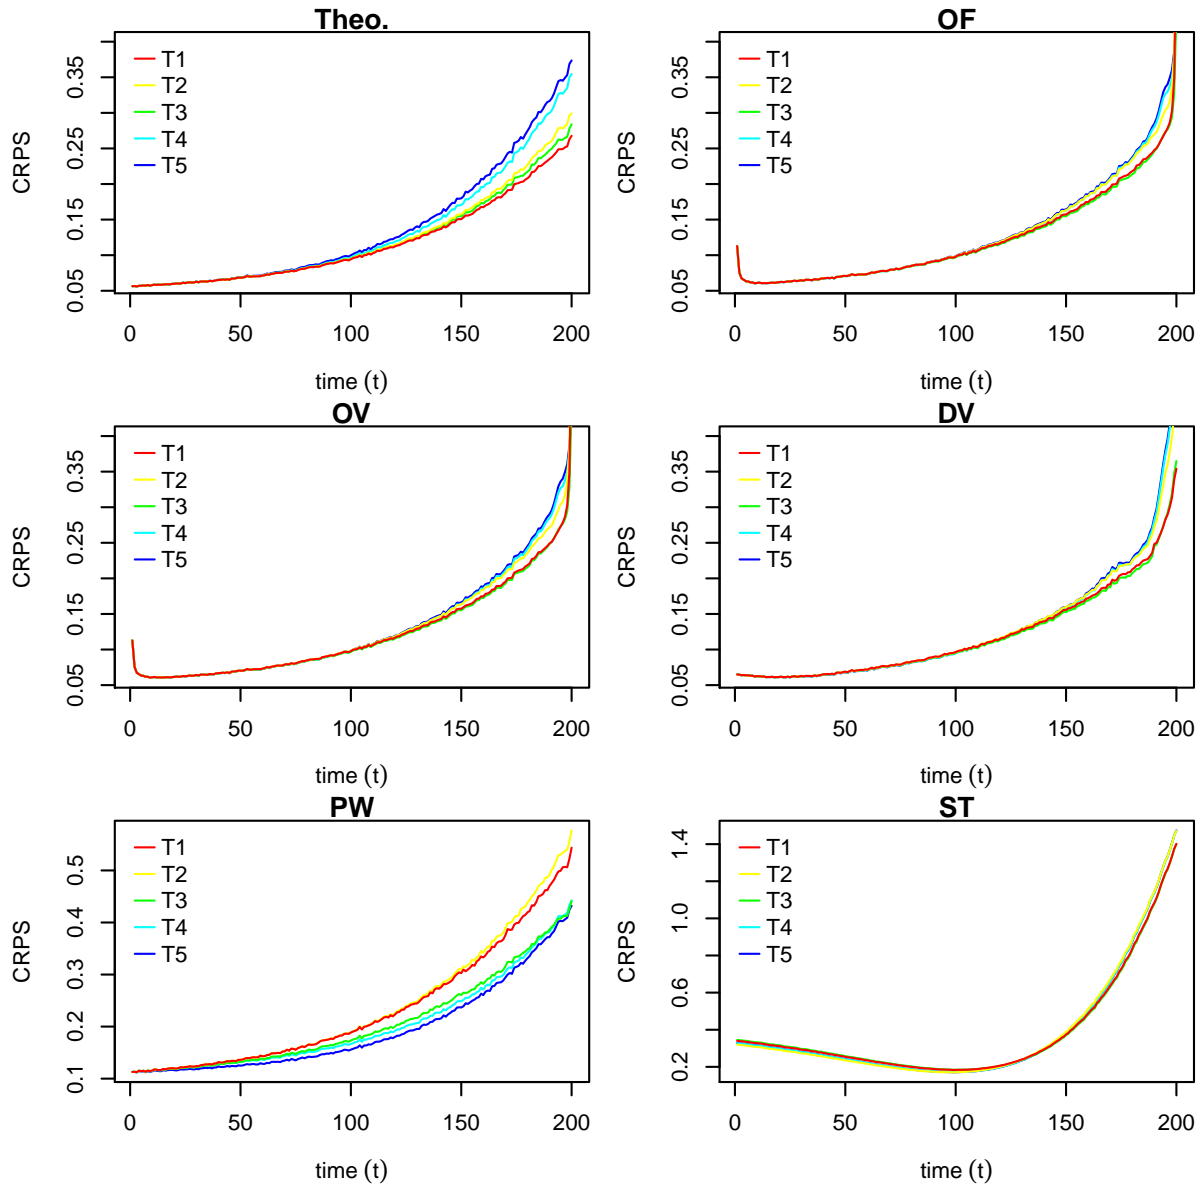 Theo.
CRPS
0.05 0.15 0.25 0.35
T1
T2
T3
T4
T5
0 50 100 150 200
time (t)
OF
CRPS
0.05 0.15 0.25 0.35
T1
T2
T3
T4
T5
0 50 100 150 200
time (t)
OV
CRPS
0.05 0.15 0.25 0.35
T1
T2
T3
T4
T5
0 50 100 150 200
time (t)
DV
CRPS
0.05 0.15 0.25 0.35
T1
T2
T3
T4
T5
0 50 100 150 200
time (t)
PW
CRPS
0.1 0.2 0.3 0.4 0.5
T1
T2
T3
T4
T5
0 50 100 150 200
time (t)
ST
CRPS
0.2 0.6 1.0 1.4
T1
T2
T3
T4
T5
0 50 100 150 200
time (t)